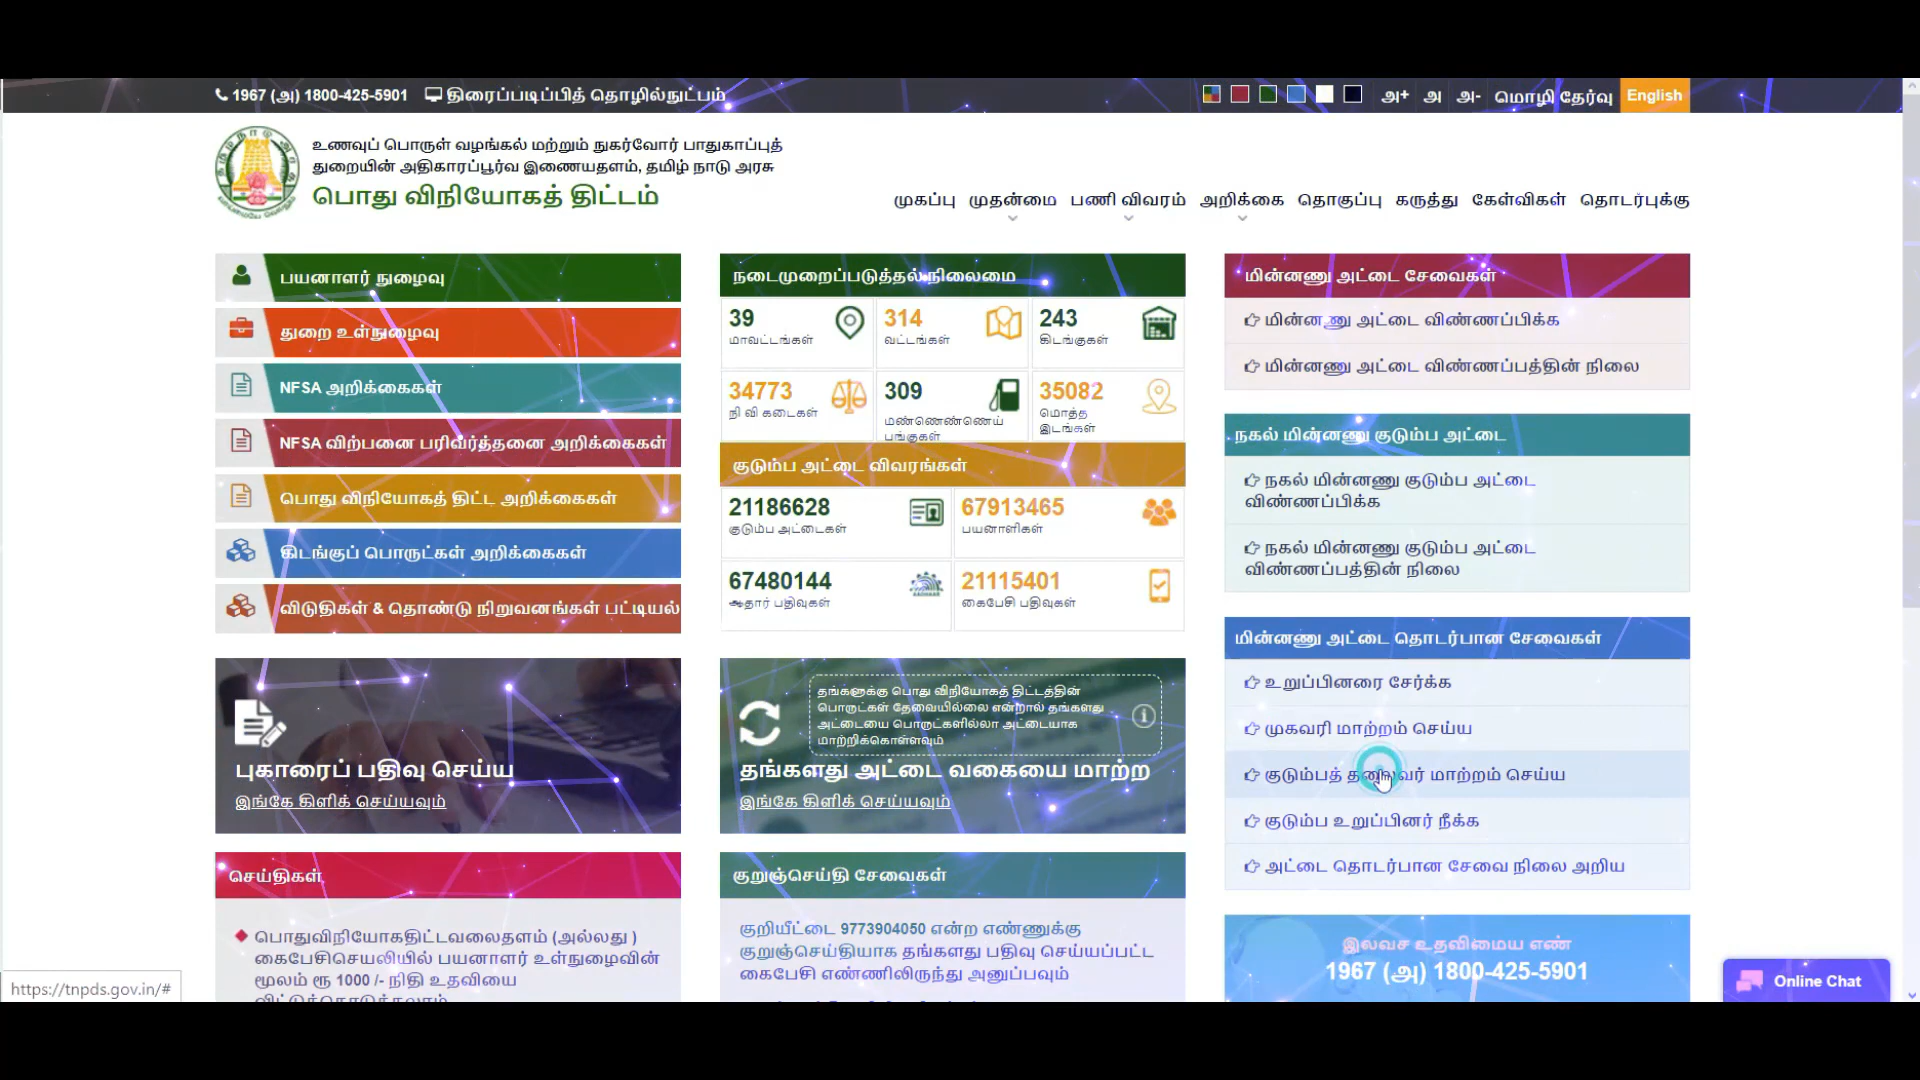 1967 (அ) 1800-425-5901
திரைப்படிப்பித் தொழில்நுட்பம்
அ+ அ அ- மொழி தேர்வு English
உணவுப் பொருள் வழங்கல் மற்றும் நுகர்வோர் பாதுகாப்புத்
துறையின் அதிகாரப்பூர்வ இணையதளம், தமிழ் நாடு அரசு
பொது விநியோகத் திட்டம்
முகப்பு முதன்மை பணி விவரம் அறிக்கை தொகுப்பு கருத்து கேள்விகள் தொடர்புக்கு
பயனாளர் நுழைவு
துறை உள்நுழைவு
NFSA அறிக்கைகள்
NFSA விற்பனை பரிவர்த்தனை அறிக்கைகள்
பொது விநியோகத் திட்ட அறிக்கைகள்
கிடங்குப் பொருட்கள் அறிக்கைகள்
விடுதிகள் & தொண்டு நிறுவனங்கள் பட்டியல்
நடைமுறைப்படுத்தல் நிலைமை
39
மாவட்டங்கள்
314
வட்டங்கள்
243
கிடங்குகள்
34773
நி வி கடைகள்
309
மண்ணெண்ணெய்
பங்குகள்
35082
மொத்த
இடங்கள்
குடும்ப அட்டை விவரங்கள்
21186628
குடும்ப அட்டைகள்
67913465
பயனாளிகள்
67480144
ஆதார் பதிவுகள்
21115401
கைபேசி பதிவுகள்
மின்னணு அட்டை சேவைகள்
மின்னணு அட்டை விண்ணப்பிக்க
மின்னணு அட்டை விண்ணப்பத்தின் நிலை
நகல் மின்னணு குடும்ப அட்டை
நகல் மின்னணு குடும்ப அட்டை
விண்ணப்பிக்க
நகல் மின்னணு குடும்ப அட்டை
விண்ணப்பத்தின் நிலை
மின்னணு அட்டை தொடர்பான சேவைகள்
உறுப்பினரை சேர்க்க
முகவரி மாற்றம் செய்ய
குடும்பத் தலைவர் மாற்றம் செய்ய
குடும்ப உறுப்பினர் நீக்க
அட்டை தொடர்பான சேவை நிலை அறிய
புகாரைப் பதிவு செய்ய
இங்கே கிளிக் செய்யவும்
தங்களுக்கு பொது விநியோகத் திட்டத்தின்
பொருட்கள் தேவையில்லை என்றால் தங்களது
அட்டையை பொருட்களில்லா அட்டையாக
மாற்றிக்கொள்ளவும்
தங்களது அட்டை வகையை மாற்ற
இங்கே கிளிக் செய்யவும்
செய்திகள்
பொதுவிநியோகதிட்டவலைதளம் (அல்லது )
கைபேசிசெயலியில் பயனாளர் உள்நுழைவின்
மூலம் ரூ 1000 /- நிதி உதவியை
விட்டுக்கொடுக்கலாம்
குறுஞ்செய்தி சேவைகள்
குறியீட்டை 9773904050 என்ற எண்ணுக்கு
குறுஞ்செய்தியாக தங்களது பதிவு செய்யப்பட்ட
கைபேசி எண்ணிலிருந்து அனுப்பவும்
இலவச உதவிமைய எண்
1967 (அ) 1800-425-5901
Online Chat
https://tnpds.gov.in/#